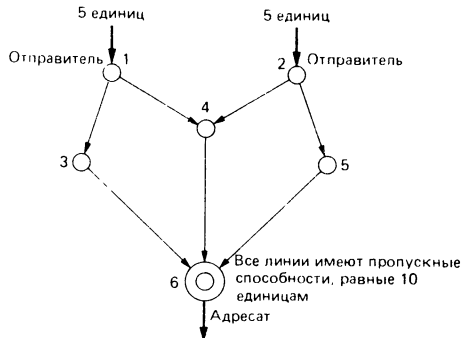 5 единиц
5 единиц
Отправитель
1
2
Отправитель
4
3
5
Все линии имеют пропускные
6
способности, равные 10
единицам
Адресат